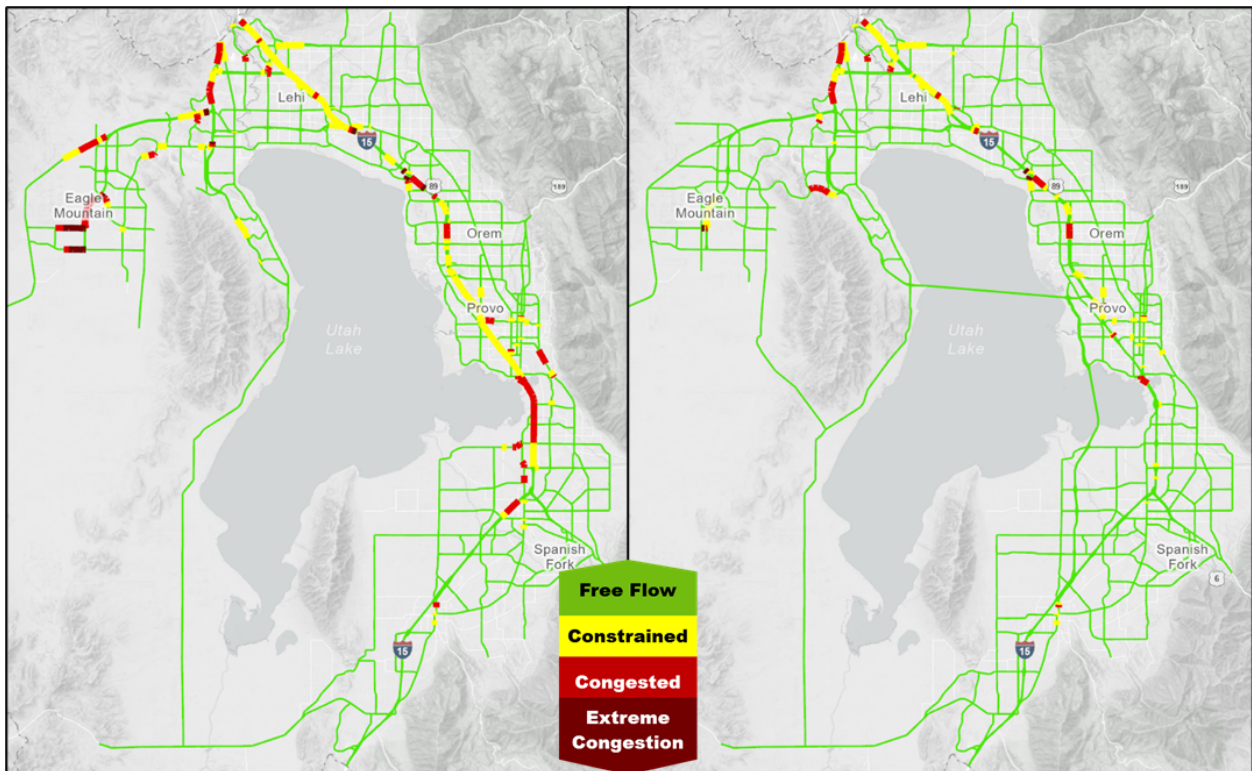 Lehi
15
89
189
Eagle
Mountain
Orem
Provo
Utah
Lake
Spanish
Fork
15
Lehi
15
89
189
Eagle
Mountain
Orem
Provo
Utah
Lake
Spanish
Fork
6
15
Free Flow
Constrained
Congested
Extreme
Congestion